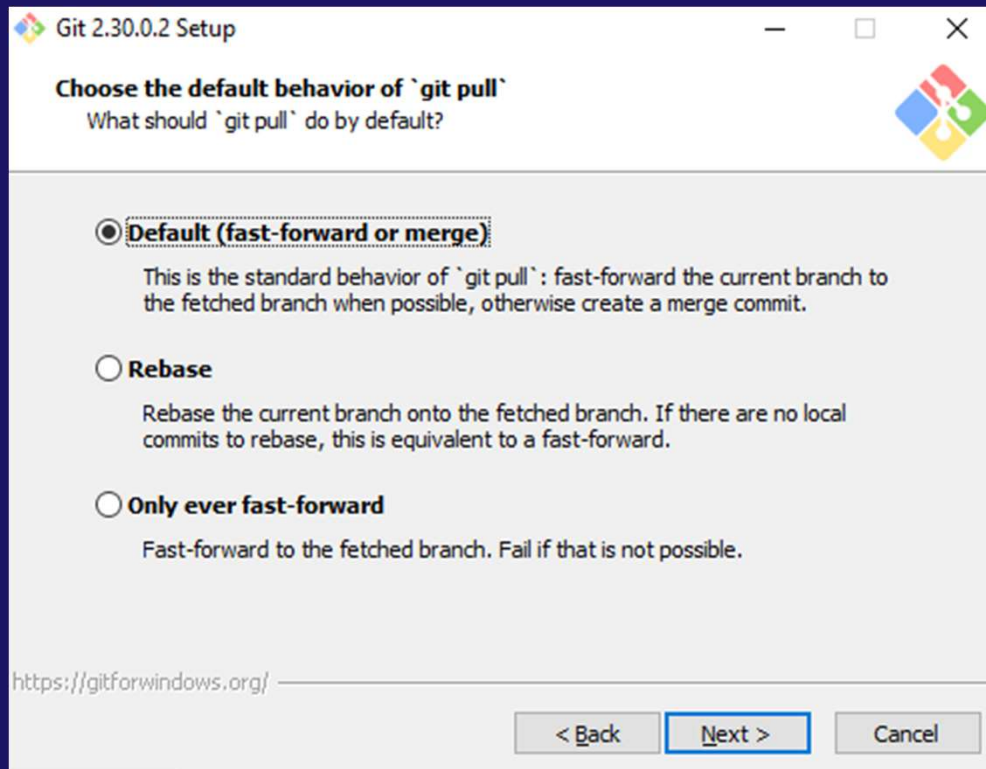 Git 2.30.0.2 Setup
Choose the default behavior of `git pull`
What should `git pull` do by default?
Default (fast-forward or merge)
This is the standard behavior of `git pull`: fast-forward the current branch to
the fetched branch when possible, otherwise create a merge commit.
Rebase
Rebase the current branch onto the fetched branch. If there are no local
commits to rebase, this is equivalent to a fast-forward.
Only ever fast-forward
Fast-forward to the fetched branch. Fail if that is not possible.
https://gitforwindows.org/
< Back Next > Cancel